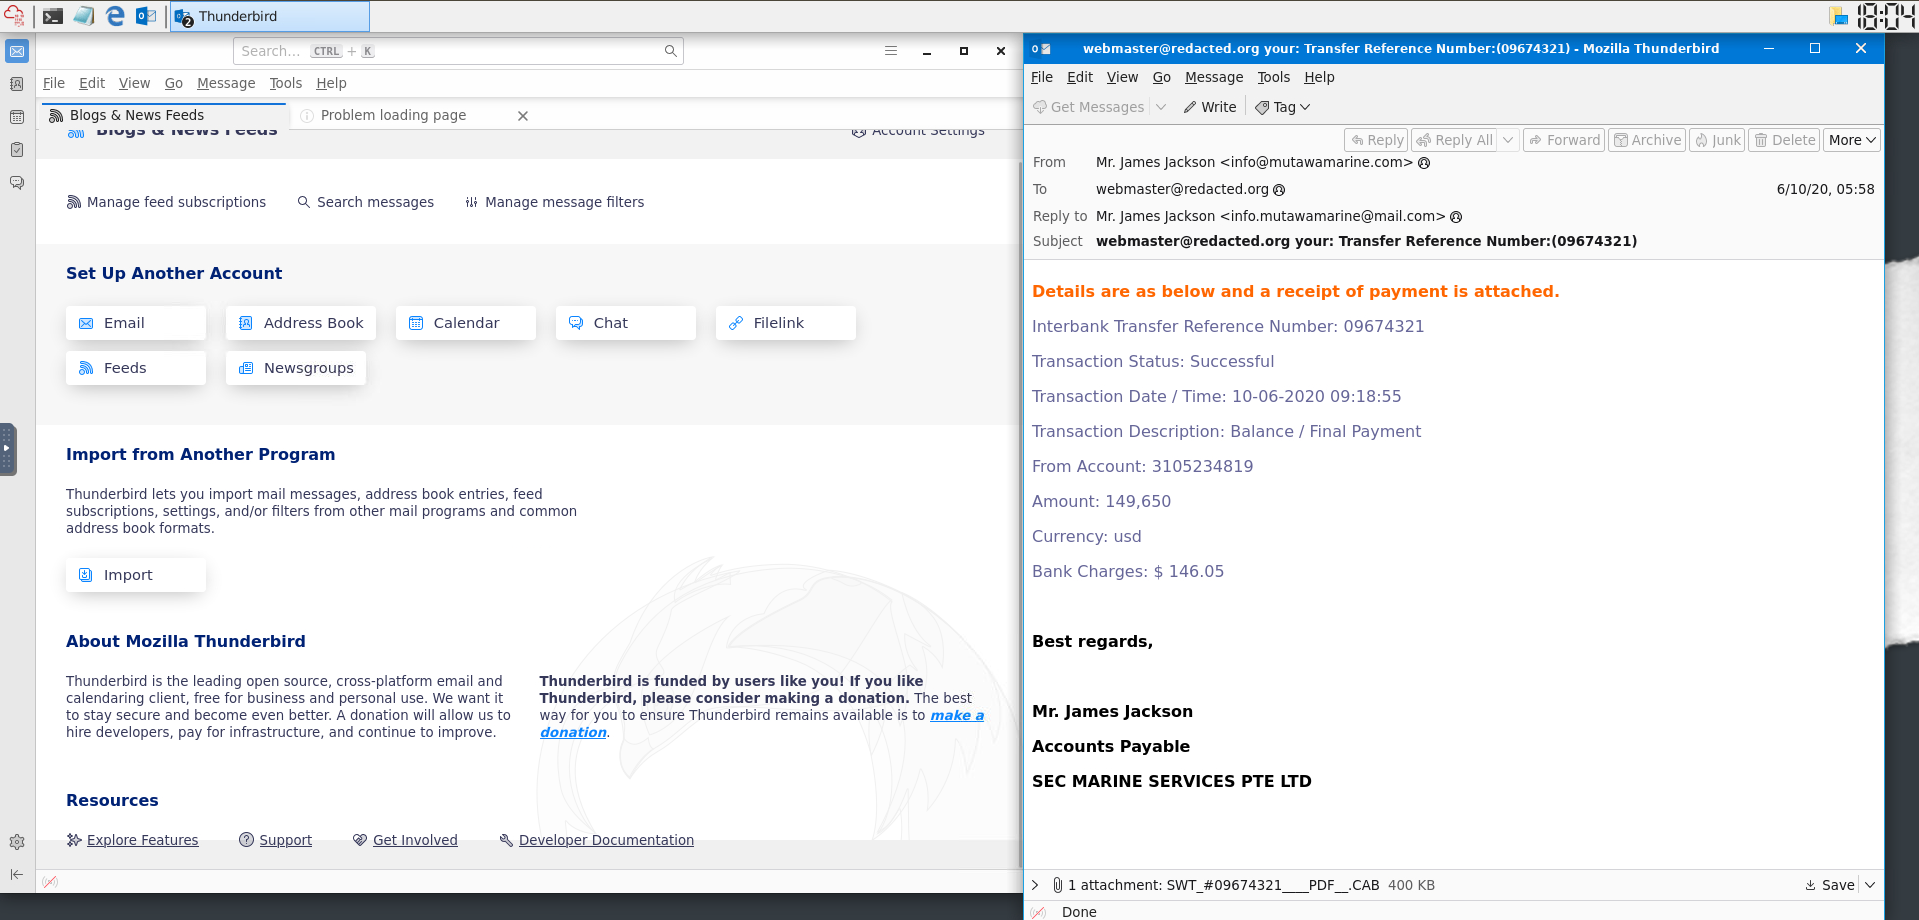 Thunderbird
2
18:04
Search... CTRL + K
File Edit View Go Message Tools Help
Blogs & News Feeds
Problem loading page
Blogs & News Feeds
Account Settings
Manage feed subscriptions
Search messages
Manage message filters
Set Up Another Account
Email
Address Book
Calendar
Chat
Filelink
Feeds
Newsgroups
Import from Another Program
Thunderbird lets you import mail messages, address book entries, feed
subscriptions, settings, and/or filters from other mail programs and common
address book formats.
Import
About Mozilla Thunderbird
Thunderbird is the leading open source, cross-platform email and
calendaring client, free for business and personal use. We want it
to stay secure and become even better. A donation will allow us to
hire developers, pay for infrastructure, and continue to improve.
Thunderbird is funded by users like you! If you like
Thunderbird, please consider making a donation. The best
way for you to ensure Thunderbird remains available is to make a
donation.
Resources
Explore Features
Support
Get Involved
Developer Documentation
webmaster@redacted.org your: Transfer Reference Number:(09674321) - Mozilla Thunderbird
File Edit View Go Message Tools Help
Get Messages
Write
Tag
Reply
Reply All
Forward
Archive
Junk
Delete
More
From Mr. James Jackson <info@mutawamarine.com>
To webmaster@redacted.org 6/10/20, 05:58
Reply to Mr. James Jackson <info.mutawamarine@mail.com>
Subject webmaster@redacted.org your: Transfer Reference Number:(09674321)
Details are as below and a receipt of payment is attached.
Interbank Transfer Reference Number: 09674321
Transaction Status: Successful
Transaction Date / Time: 10-06-2020 09:18:55
Transaction Description: Balance / Final Payment
From Account: 3105234819
Amount: 149,650
Currency: usd
Bank Charges: $ 146.05
Best regards,
Mr. James Jackson
Accounts Payable
SEC MARINE SERVICES PTE LTD
1 attachment: SWT_#09674321____PDF__.CAB 400 KB
Save
Done